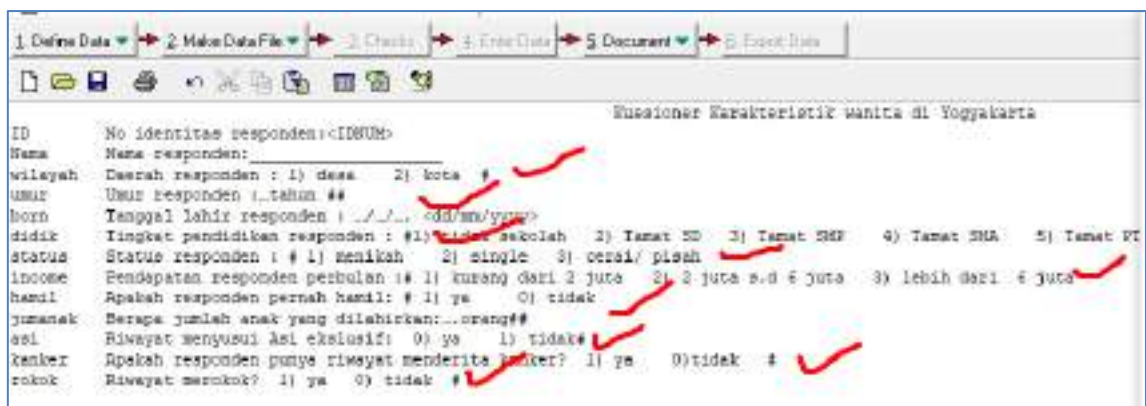 1. Define Data 2. Make Data File 3. Checks 4. Enter Data 5. Document 6. Export Data
Kuesioner Karakteristik wanita di Yogyakarta
ID No identitas responden:<IDNUM>
Nama Nama responden:____________________
wilayah Daerah responden : 1) desa 2) kota #
umur Umur responden :..tahun ##
born Tanggal lahir responden : ../../.. <dd/mm/yyyy>
didik Tingkat pendidikan responden : #1) tidak sekolah 2) Tamat SD 3) Tamat SMP 4) Tamat SMA 5) Tamat PT
status Status responden : # 1) menikah 2) single 3) cerai/ pisah
income Pendapatan responden perbulan :# 1) kurang dari 2 juta 2) 2 juta s.d 6 juta 3) lebih dari 6 juta
hamil Apakah responden pernah hamil: # 1) ya 0) tidak
jumanak Berapa jumlah anak yang dilahirkan:...orang##
asi Riwayat menyusui Asi ekslusif: 0) ya 1) tidak#
kanker Apakah responden punya riwayat menderita kanker? 1) ya 0)tidak #
rokok Riwayat merokok? 1) ya 0) tidak #